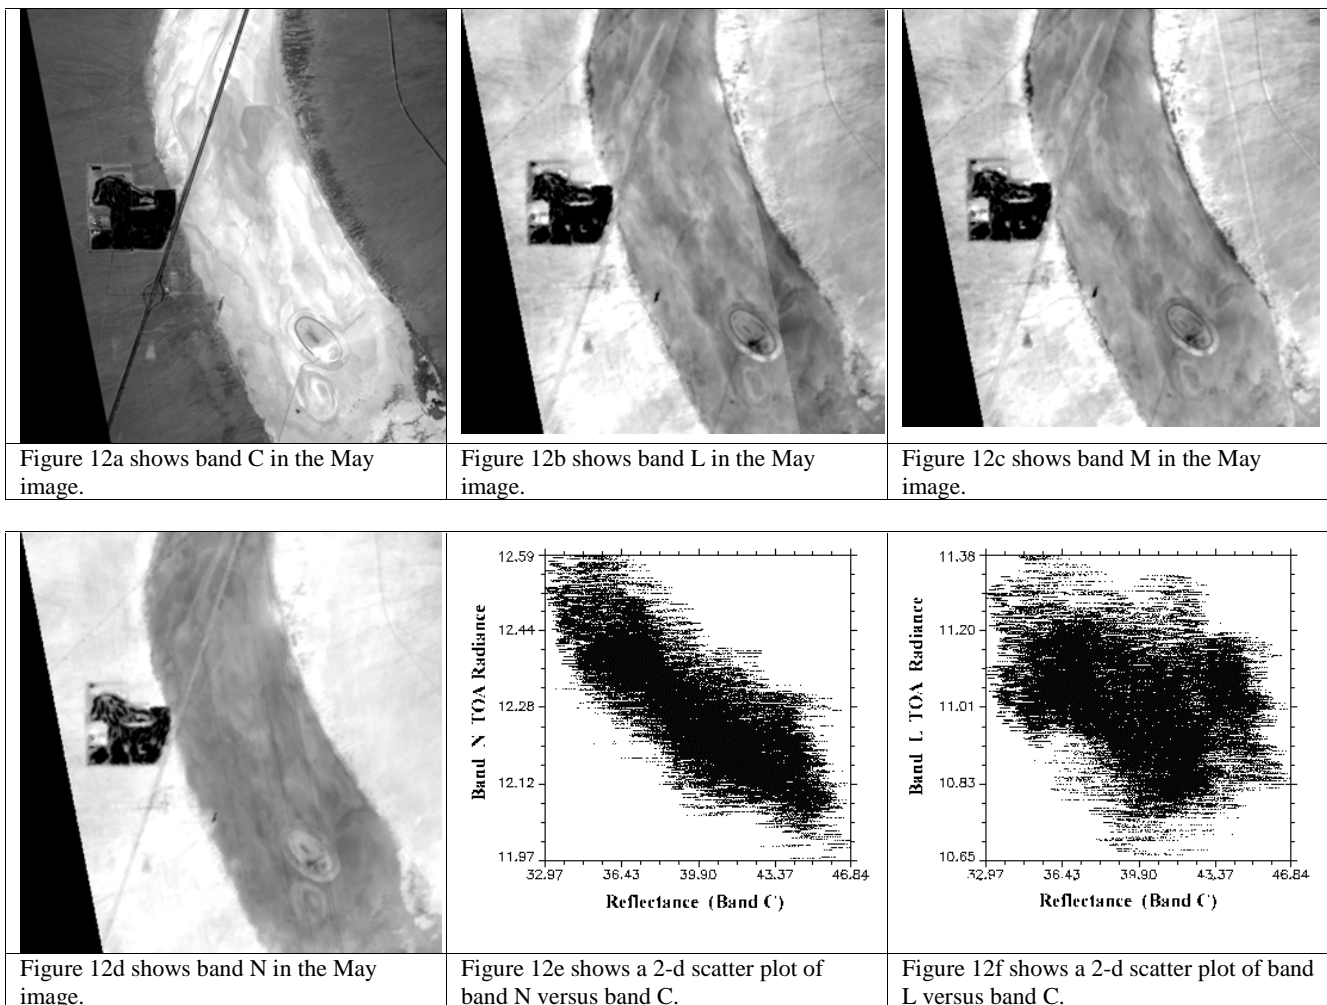 Figure 12a shows band C in the May
image.
Figure 12b shows band L in the May
image.
Figure 12c shows band M in the May
image.
12.59
12.44
12.28
12.12
11.97
Band N TOA Radiance
32.97 36.43 39.90 43.37 46.84
Reflectance (Band C)
11.38
11.20
11.01
10.83
10.65
Band L TOA Radiance
32.97 36.43 39.90 43.37 46.84
Reflectance (Band C)
Figure 12d shows band N in the May
image.
Figure 12e shows a 2-d scatter plot of
band N versus band C.
Figure 12f shows a 2-d scatter plot of band
L versus band C.